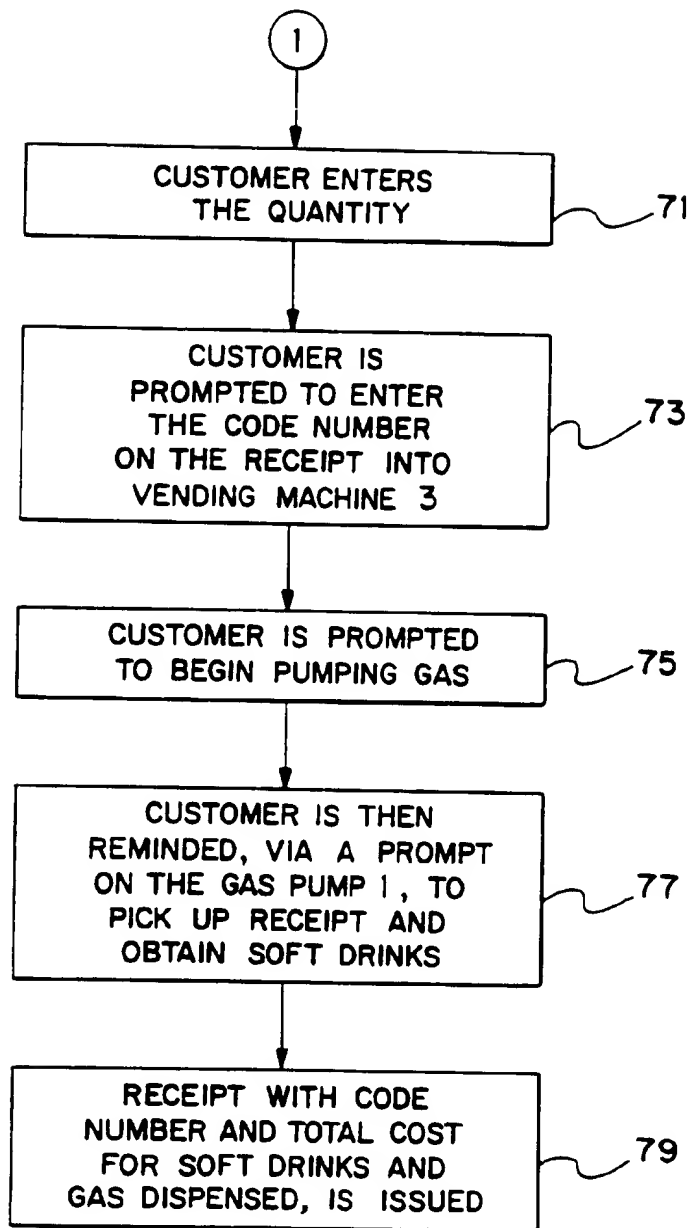 1
CUSTOMER ENTERS
THE QUANTITY
71
CUSTOMER IS
PROMPTED TO ENTER
THE CODE NUMBER
ON THE RECEIPT INTO
VENDING MACHINE 3
73
CUSTOMER IS PROMPTED
TO BEGIN PUMPING GAS
75
CUSTOMER IS THEN
REMINDED, VIA A PROMPT
ON THE GAS PUMP 1, TO
PICK UP RECEIPT AND
OBTAIN SOFT DRINKS
77
RECEIPT WITH CODE
NUMBER AND TOTAL COST
FOR SOFT DRINKS AND
GAS DISPENSED, IS ISSUED
79